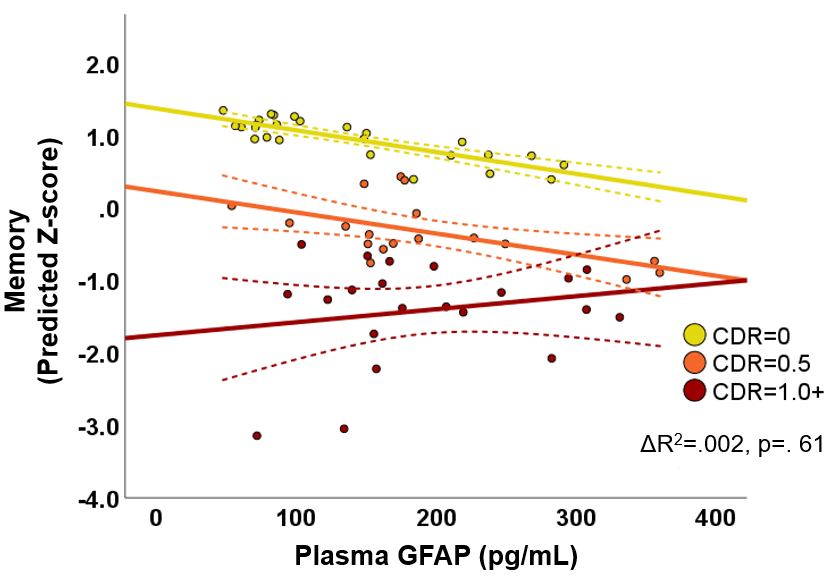 2.0
1.0
.0
-1.0
-2.0
-3.0
-4.0
Memory
(Predicted Z-score)
CDR=0
CDR=0.5
CDR=1.0+
ΔR²=.002, p=. 61
0 100 200 300 400
Plasma GFAP (pg/mL)